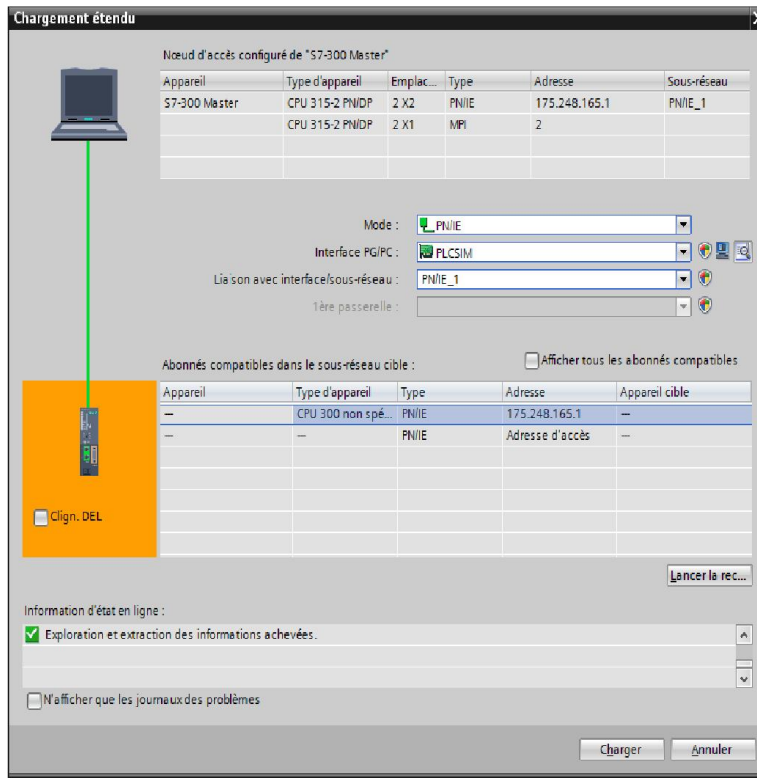 Chargement étendu
Nœud d'accès configuré de "S7-300 Master"
Appareil Type d'appareil Emplac... Type Adresse Sous-réseau
S7-300 Master CPU 315-2 PN/DP 2 X2 PN/IE 175.248.165.1 PN/IE_1
CPU 315-2 PN/DP 2 X1 MPI 2
Mode : PN/IE
Interface PG/PC : PLCSIM
Liaison avec interface/sous-réseau : PN/IE_1
1ère passerelle :
Abonnés compatibles dans le sous-réseau cible : Afficher tous les abonnés compatibles
Appareil Type d'appareil Type Adresse Appareil cible
— CPU 300 non spé... PN/IE 175.248.165.1 —
— — PN/IE Adresse d'accès —
Clign. DEL
Lancer la rec...
Information d'état en ligne :
Exploration et extraction des informations achevées.
N'afficher que les journaux des problèmes
Charger Annuler